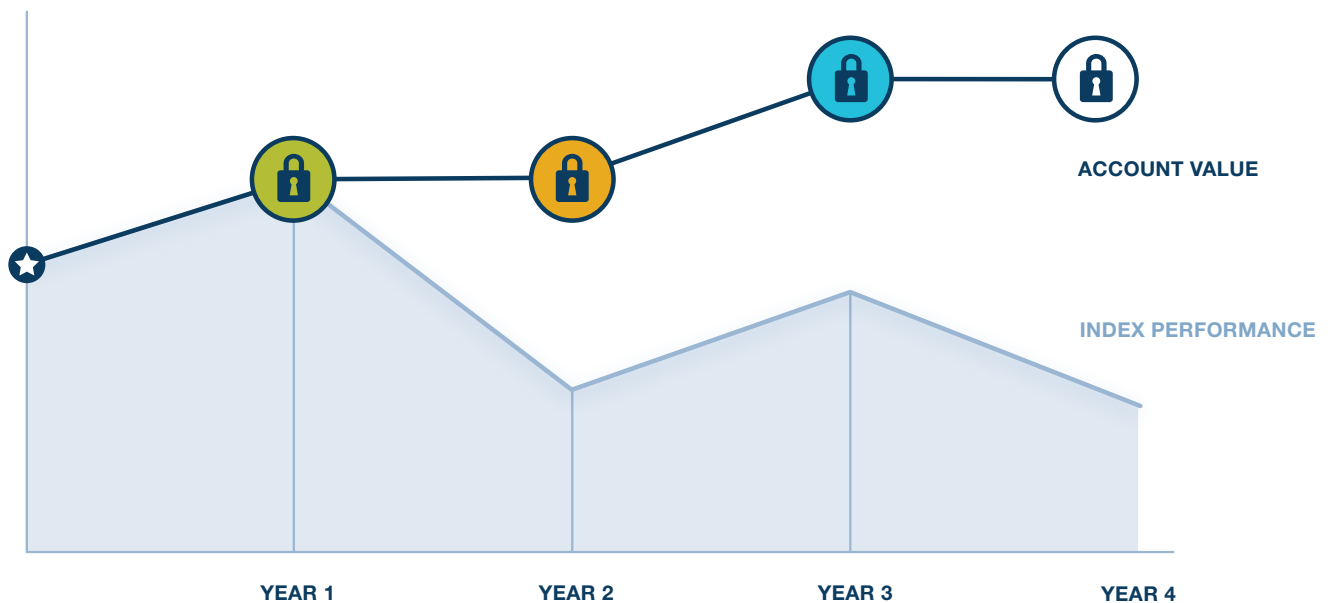 ACCOUNT VALUE
INDEX PERFORMANCE
YEAR 1
YEAR 2
YEAR 3
YEAR 4